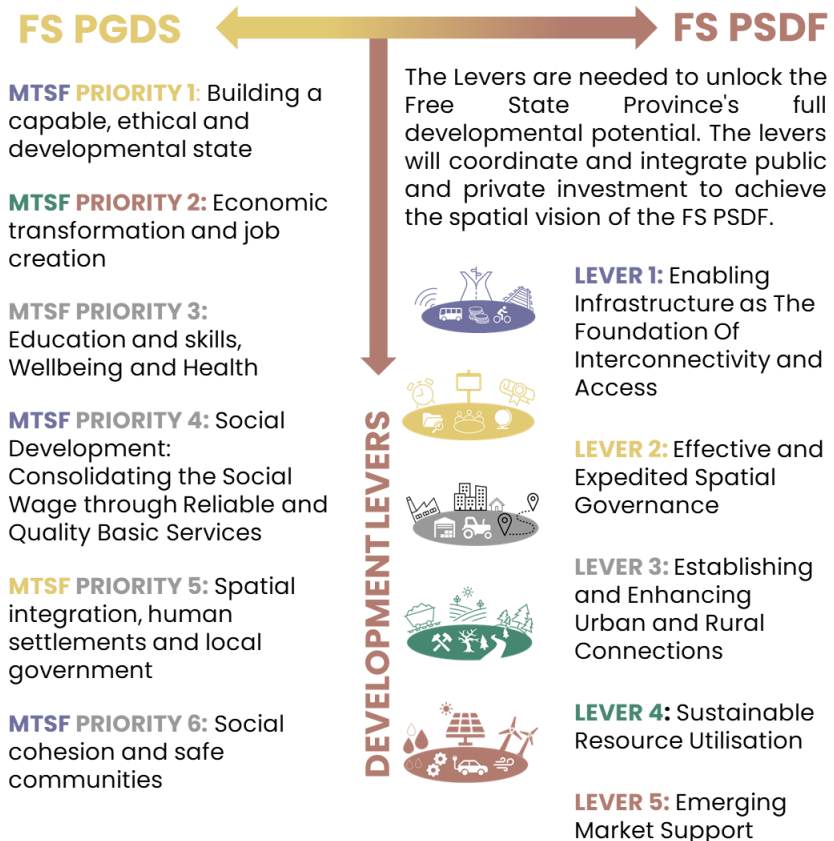 FS PGDS
FS PSDF
MTSF PRIORITY 1: Building a
capable, ethical and
developmental state
MTSF PRIORITY 2: Economic
transformation and job
creation
MTSF PRIORITY 3:
Education and skills,
Wellbeing and Health
MTSF PRIORITY 4: Social
Development:
Consolidating the Social
Wage through Reliable and
Quality Basic Services
MTSF PRIORITY 5: Spatial
integration, human
settlements and local
government
MTSF PRIORITY 6: Social
cohesion and safe
communities
DEVELOPMENT LEVERS
The Levers are needed to unlock the
Free State Province's full
developmental potential. The levers
will coordinate and integrate public
and private investment to achieve
the spatial vision of the FS PSDF.
LEVER 1: Enabling
Infrastructure as The
Foundation Of
Interconnectivity and
Access
LEVER 2: Effective and
Expedited Spatial
Governance
LEVER 3: Establishing
and Enhancing
Urban and Rural
Connections
LEVER 4: Sustainable
Resource Utilisation
LEVER 5: Emerging
Market Support